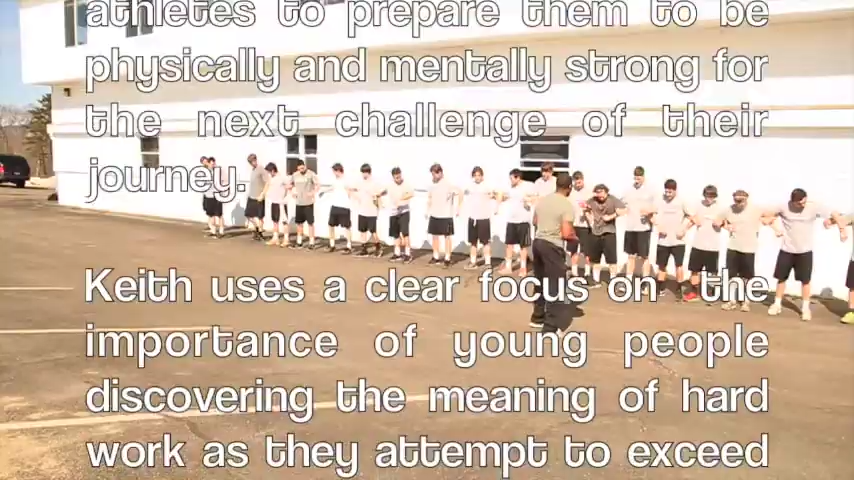 athletes to prepare them to be
physically and mentally strong for
the next challenge of their
journey.
Keith uses a clear focus on the
importance of young people
discovering the meaning of hard
work as they attempt to exceed